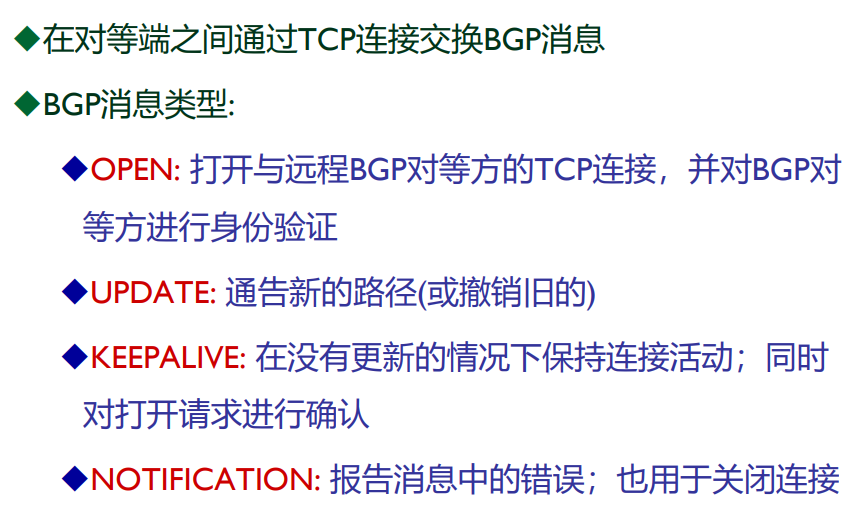 ◆在对等端之间通过TCP连接交换BGP消息
◆BGP消息类型:
◆OPEN: 打开与远程BGP对等方的TCP连接，并对BGP对
等方进行身份验证
◆UPDATE: 通告新的路径(或撤销旧的)
◆KEEPALIVE: 在没有更新的情况下保持连接活动；同时
对打开请求进行确认
◆NOTIFICATION: 报告消息中的错误；也用于关闭连接